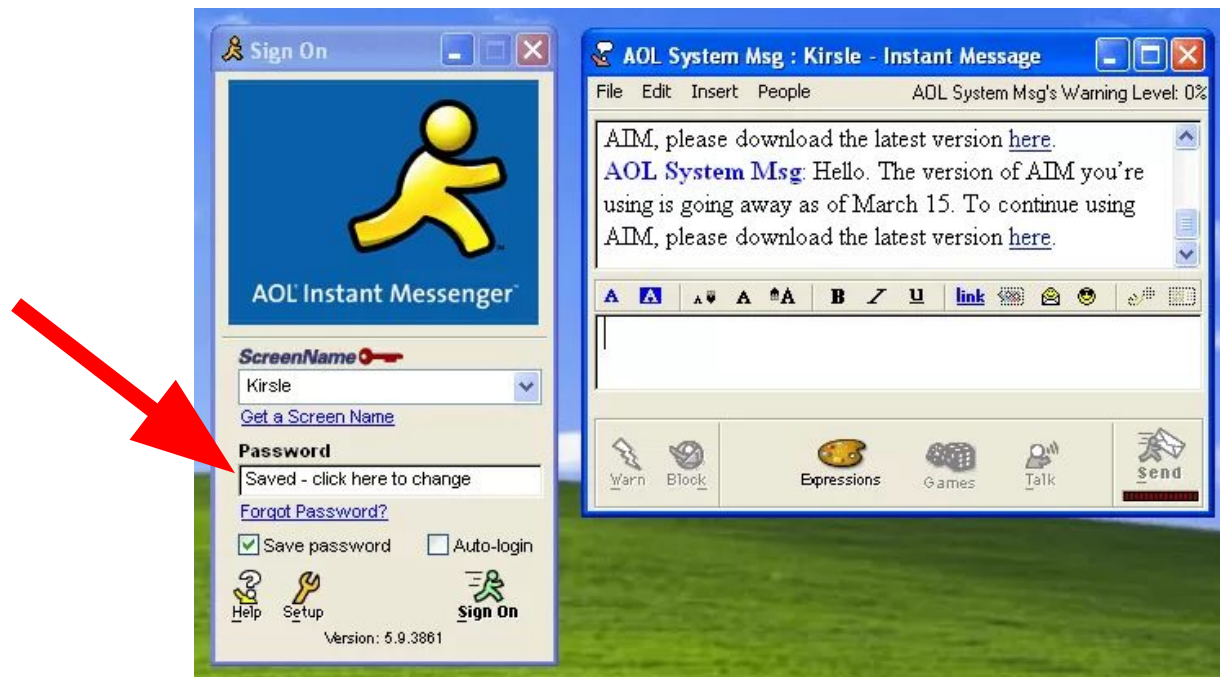 Sign On
AOL Instant Messenger
ScreenName
Kirsle
Get a Screen Name
Password
Saved - click here to change
Forgot Password?
Save password Auto-login
Help Setup Sign On
Version: 5.9.3861
AOL System Msg : Kirsle - Instant Message
File Edit Insert People AOL System Msg's Warning Level: 0%
AIM, please download the latest version here.
AOL System Msg: Hello. The version of AIM you're
using is going away as of March 15. To continue using
AIM, please download the latest version here.
A A A A A B I U link
Warn Block Expressions Games Talk Send